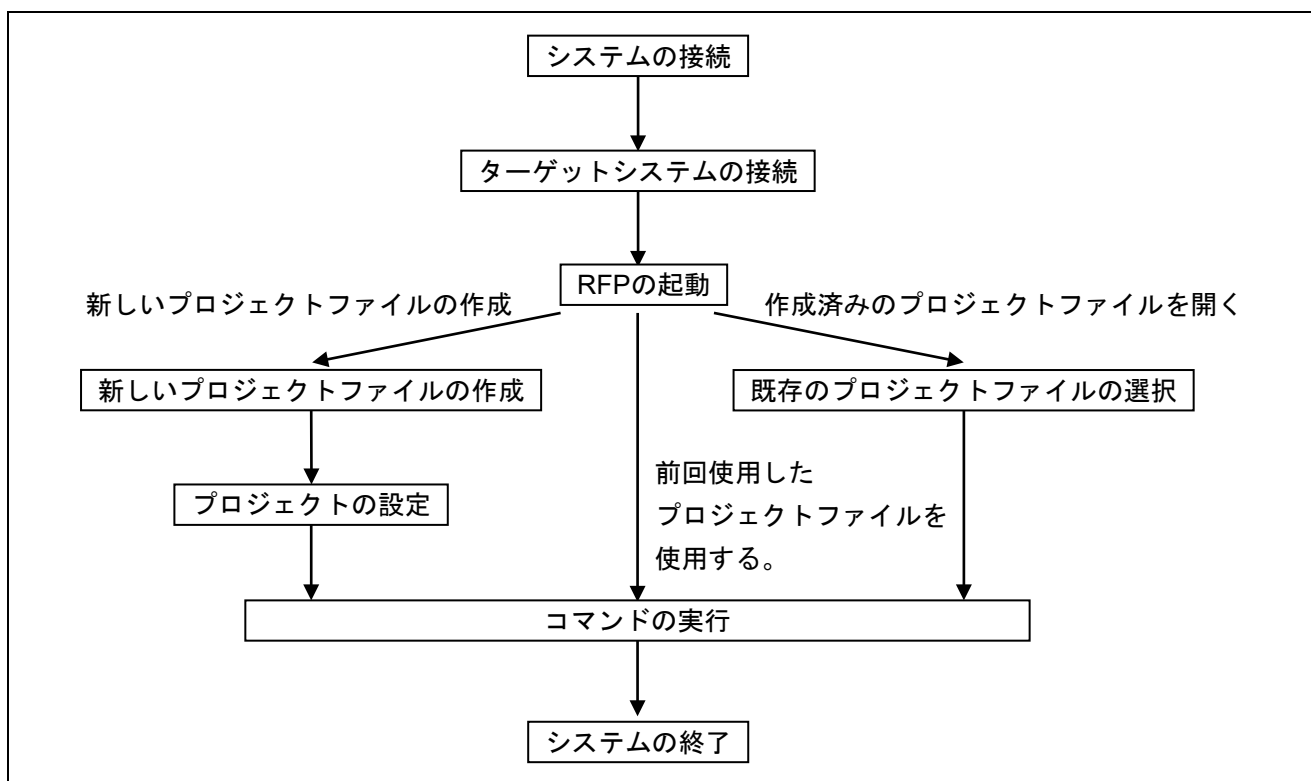 システムの接続
ターゲットシステムの接続
RFPの起動
新しいプロジェクトファイルの作成
作成済みのプロジェクトファイルを開く
新しいプロジェクトファイルの作成
既存のプロジェクトファイルの選択
プロジェクトの設定
前回使用した
プロジェクトファイルを
使用する。
コマンドの実行
システムの終了